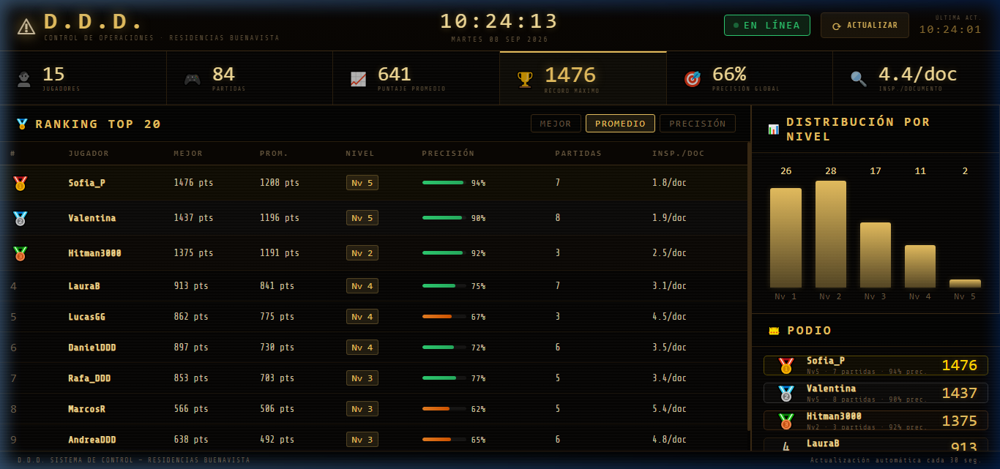 D.D.D.
CONTROL DE OPERACIONES · RESIDENCIAS BUENAVISTA
10:24:13
MARTES 08 SEP 2026
EN LÍNEA
⟳ ACTUALIZAR
ÚLTIMA ACT.
10:24:01
15
JUGADORES
84
PARTIDAS
641
PUNTAJE PROMEDIO
1476
RÉCORD MÁXIMO
66%
PRECISIÓN GLOBAL
4.4/doc
INSP./DOCUMENTO
RANKING TOP 20
MEJOR PROMEDIO PRECISIÓN
# JUGADOR MEJOR PROM. NIVEL PRECISIÓN PARTIDAS INSP./DOC
1 Sofia_P 1476 pts 1208 pts Nv 5 94% 7 1.8/doc
2 Valentina 1437 pts 1196 pts Nv 5 90% 8 1.9/doc
3 Hitman3000 1375 pts 1191 pts Nv 2 92% 3 2.5/doc
4 LauraB 913 pts 841 pts Nv 4 75% 7 3.1/doc
5 LucasGG 862 pts 775 pts Nv 4 67% 3 4.5/doc
6 DanielDDD 897 pts 730 pts Nv 4 72% 6 3.5/doc
7 Rafa_DDD 853 pts 703 pts Nv 3 77% 5 3.4/doc
8 MarcosR 566 pts 506 pts Nv 3 62% 5 5.4/doc
9 AndreaDDD 638 pts 492 pts Nv 3 65% 6 4.8/doc
DISTRIBUCIÓN POR
NIVEL
26 28 17 11 2
Nv 1 Nv 2 Nv 3 Nv 4 Nv 5
PODIO
1 Sofia_P 1476
Nv5 · 7 partidas · 94% prec.
2 Valentina 1437
Nv5 · 8 partidas · 90% prec.
3 Hitman3000 1375
Nv2 · 3 partidas · 92% prec.
4 LauraB 913
D.D.D. SISTEMA DE CONTROL — RESIDENCIAS BUENAVISTA
Actualización automática cada 30 seg.